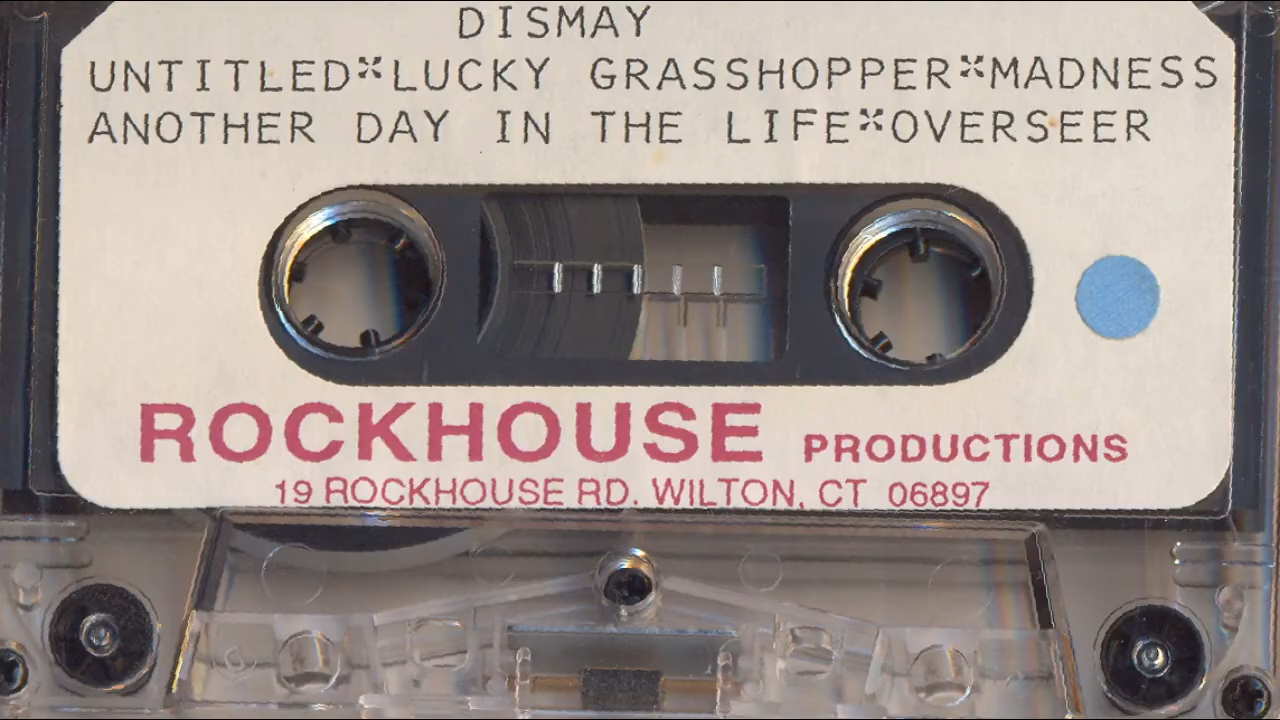 DISMAY
UNTITLED*LUCKY GRASSHOPPER*MADNESS
ANOTHER DAY IN THE LIFE*OVERSEER
ROCKHOUSE PRODUCTIONS
19 ROCKHOUSE RD. WILTON, CT 06897